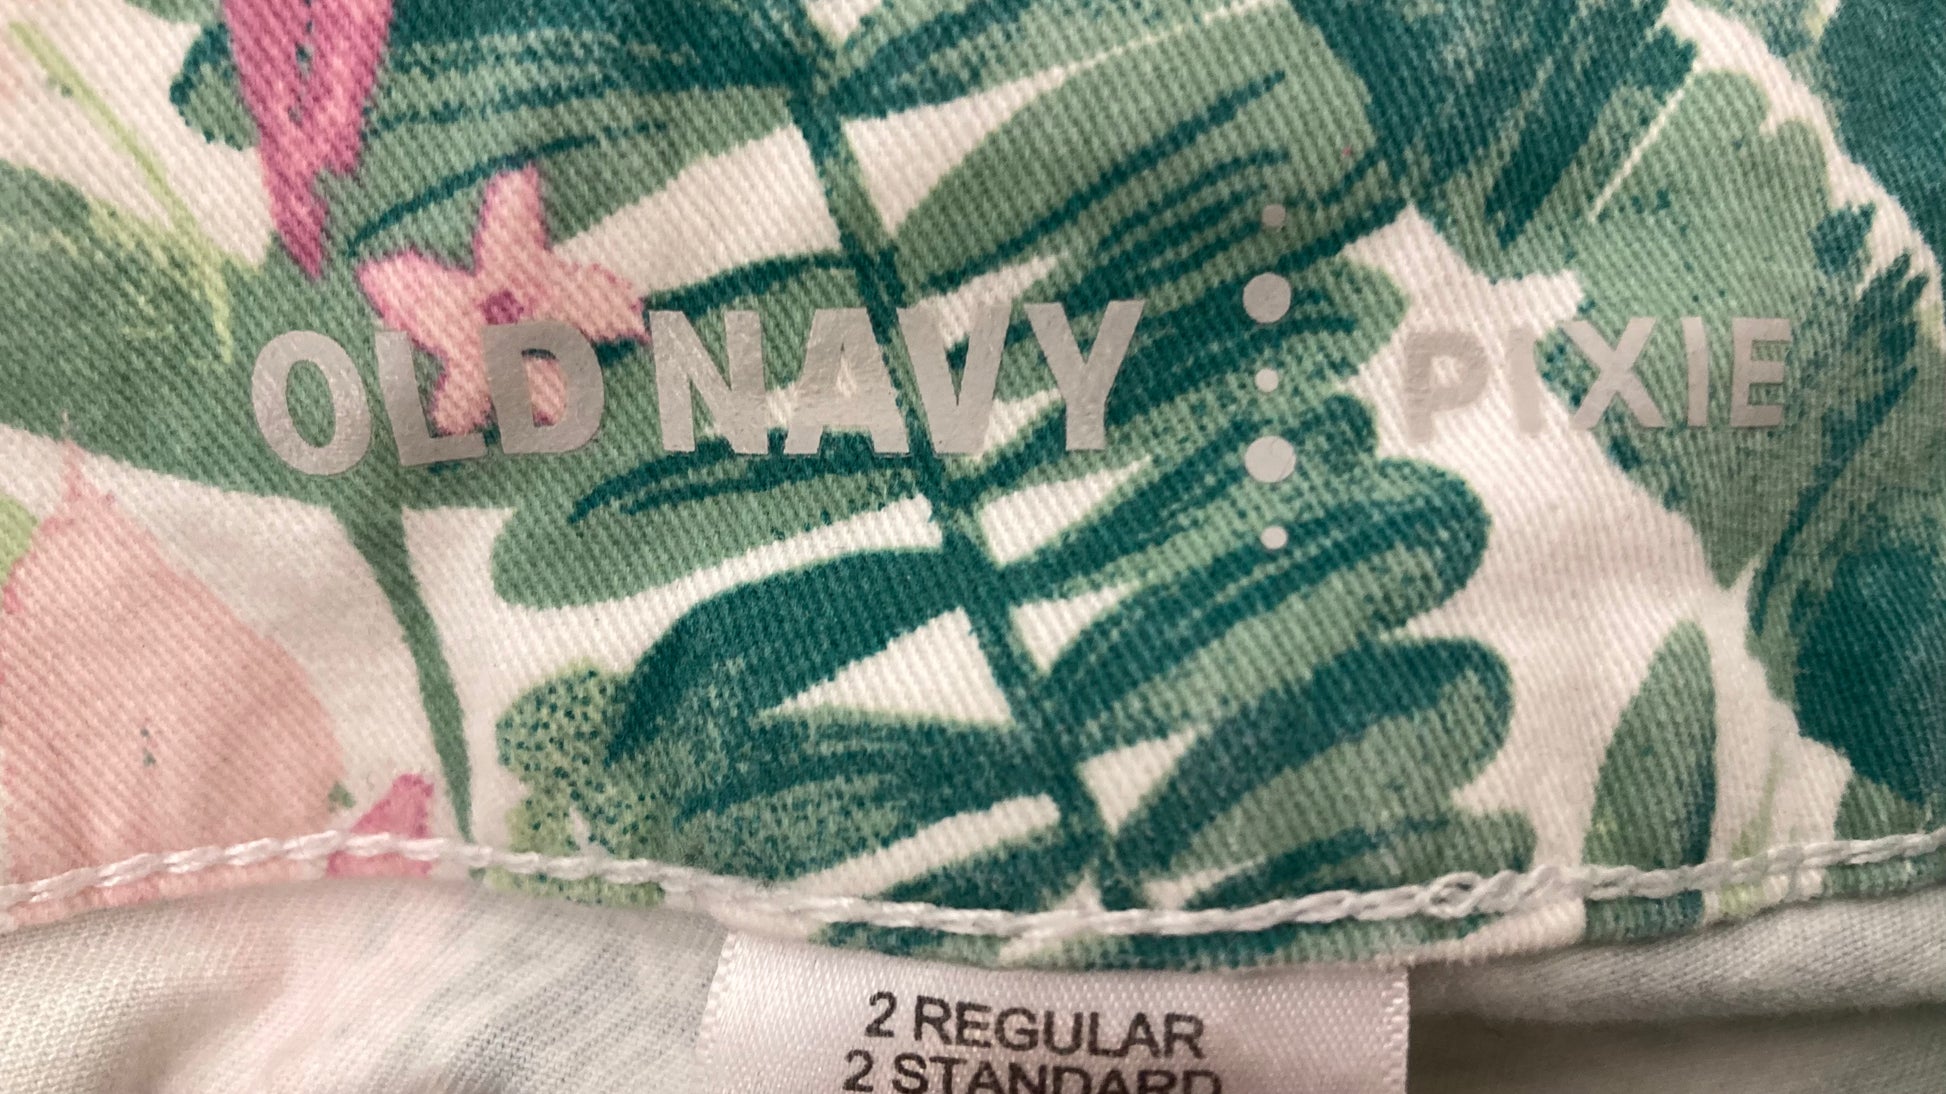 OLD NAVY PIXIE
2 REGULAR
2 STANDARD